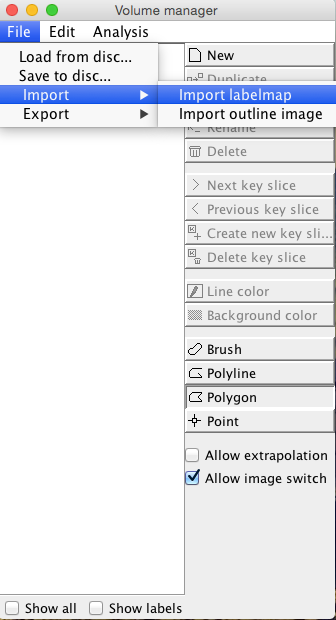 Volume manager
File Edit Analysis
Load from disc...
Save to disc...
Import
Export
Import labelmap
Import outline image
New
Duplicate
Rename
Delete
Next key slice
Previous key slice
Create new key sli...
Delete key slice
Line color
Background color
Brush
Polyline
Polygon
Point
Allow extrapolation
Allow image switch
Show all
Show labels